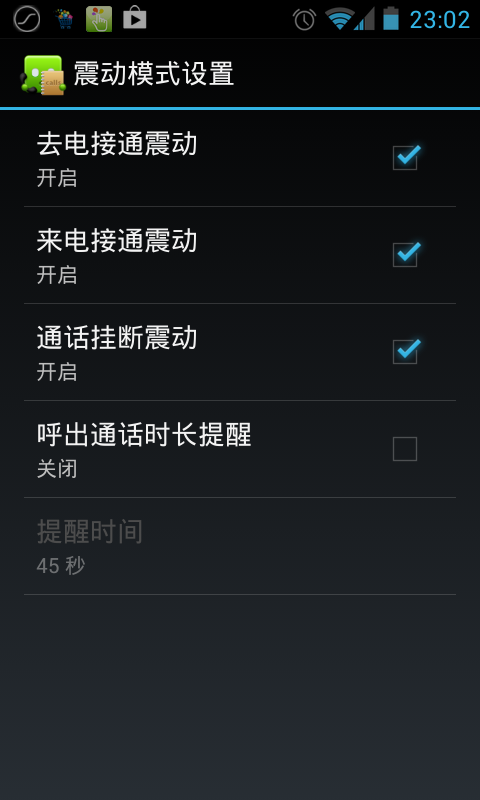 23:02
震动模式设置
去电接通震动
开启
来电接通震动
开启
通话挂断震动
开启
呼出通话时长提醒
关闭
提醒时间
45 秒